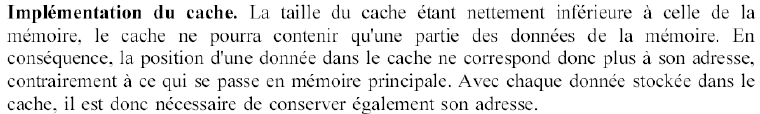 Implémentation du cache. La taille du cache étant nettement inférieure à celle de la
mémoire, le cache ne pourra contenir qu'une partie des données de la mémoire. En
conséquence, la position d'une donnée dans le cache ne correspond donc plus à son adresse,
contrairement à ce qui se passe en mémoire principale. Avec chaque donnée stockée dans le
cache, il est donc nécessaire de conserver également son adresse.